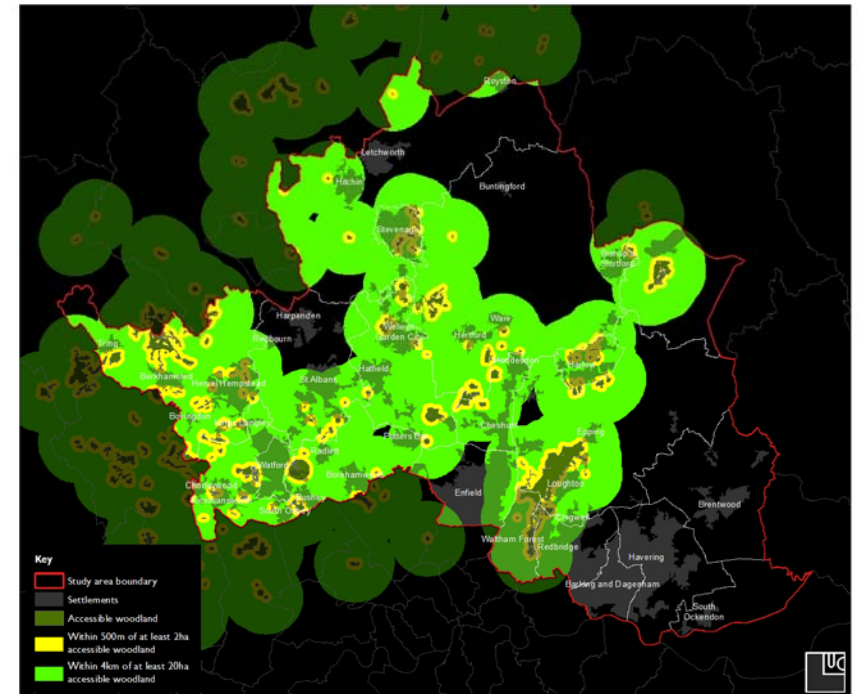 Royston
Letchworth
Hitchin
Buntingford
Stevenage
Stortford
Harpenden
Redbourn
Welwyn
Garden City
Hertford
Ware
Tring
Berkhamsted
Hemel Hempstead
St Albans
Hatfield
Hoddesdon
Harlow
Bovingdon
Kings Langley
Potters Bar
Cheshunt
Epping
Radlett
Watford
Borehamwood
Chorleywood
Rickmansworth
Bushey
South Oxhey
Enfield
Loughton
Chigwell
Brentwood
Waltham Forest
Redbridge
Havering
Barking and Dagenham
South
Ockendon
Key
Study area boundary
Settlements
Accessible woodland
Within 500m of at least 2ha
accessible woodland
Within 4km of at least 20ha
accessible woodland
LUC